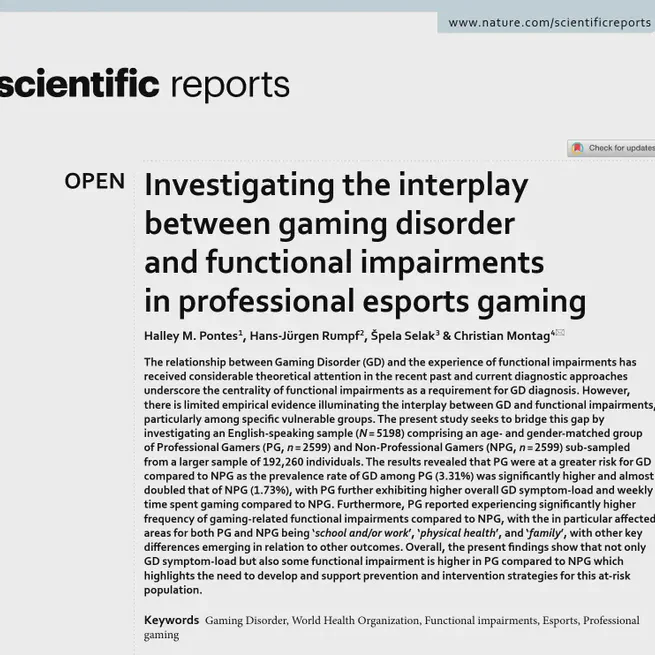 www.nature.com/scientificreports
scientific reports
Check for updates
OPEN
Investigating the interplay
between gaming disorder
and functional impairments
in professional esports gaming
Halley M. Pontes1, Hans-Jürgen Rumpf2, Špela Selak3 & Christian Montag4✉
The relationship between Gaming Disorder (GD) and the experience of functional impairments has
received considerable theoretical attention in the recent past and current diagnostic approaches
underscore the centrality of functional impairments as a requirement for GD diagnosis. However,
there is limited empirical evidence illuminating the interplay between GD and functional impairments,
particularly among specific vulnerable groups. The present study seeks to bridge this gap by
investigating an English-speaking sample (N = 5198) comprising an age- and gender-matched group
of Professional Gamers (PG, n = 2599) and Non-Professional Gamers (NPG, n = 2599) sub-sampled
from a larger sample of 192,260 individuals. The results revealed that PG were at a greater risk for GD
compared to NPG as the prevalence rate of GD among PG (3.31%) was significantly higher and almost
doubled that of NPG (1.73%), with PG further exhibiting higher overall GD symptom-load and weekly
time spent gaming compared to NPG. Furthermore, PG reported experiencing significantly higher
frequency of gaming-related functional impairments compared to NPG, with the in particular affected
areas for both PG and NPG being ‘school and/or work’, ‘physical health’, and ‘family’, with other key
differences emerging in relation to other outcomes. Overall, the present findings show that not only
GD symptom-load but also some functional impairment is higher in PG compared to NPG which
highlights the need to develop and support prevention and intervention strategies for this at-risk
population.
Keywords Gaming Disorder, World Health Organization, Functional impairments, Esports, Professional
gaming